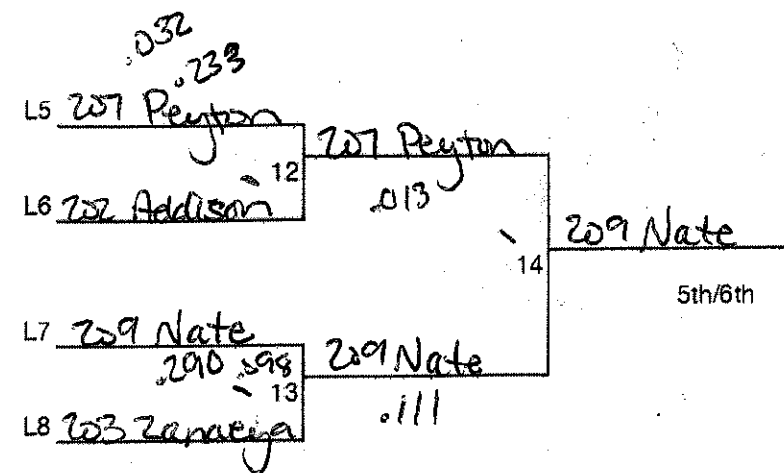 .032
.233
L5 207 Peyton
12
207 Peyton
.013
L6 202 Addison
14
209 Nate
5th/6th
L7 209 Nate
.290 .098
13
209 Nate
.111
L8 203